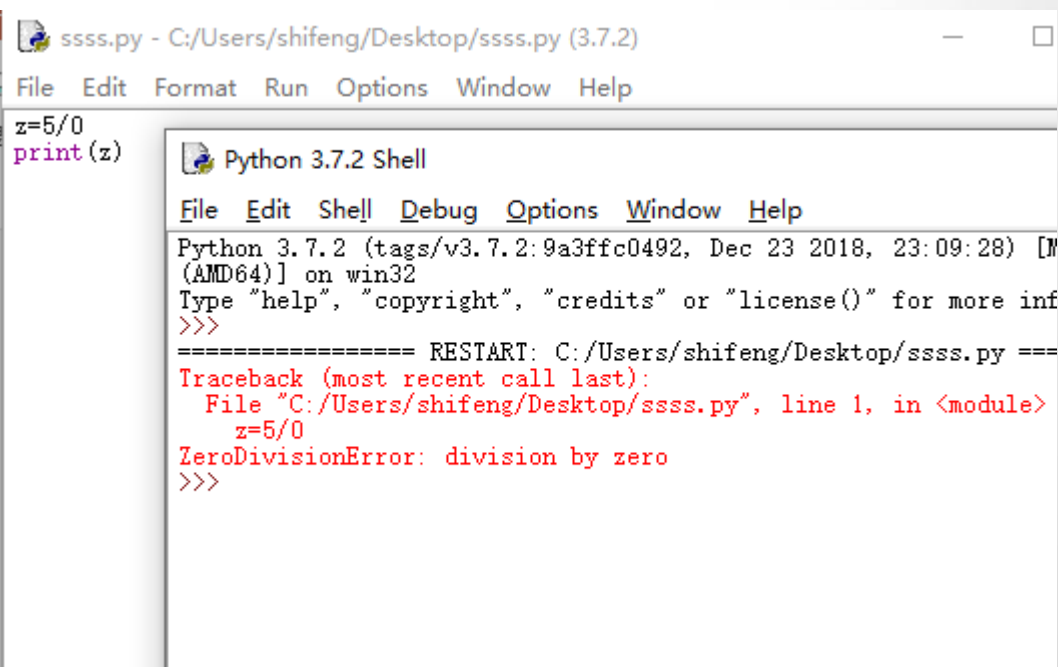 ssss.py - C:/Users/shifeng/Desktop/ssss.py (3.7.2)
File Edit Format Run Options Window Help
z=5/0
print(z)
Python 3.7.2 Shell
File Edit Shell Debug Options Window Help
Python 3.7.2 (tags/v3.7.2:9a3ffc0492, Dec 23 2018, 23:09:28) [M
(AMD64)] on win32
Type "help", "copyright", "credits" or "license()" for more inf
>>>
================= RESTART: C:/Users/shifeng/Desktop/ssss.py ===
Traceback (most recent call last):
  File "C:/Users/shifeng/Desktop/ssss.py", line 1, in <module>
    z=5/0
ZeroDivisionError: division by zero
>>>